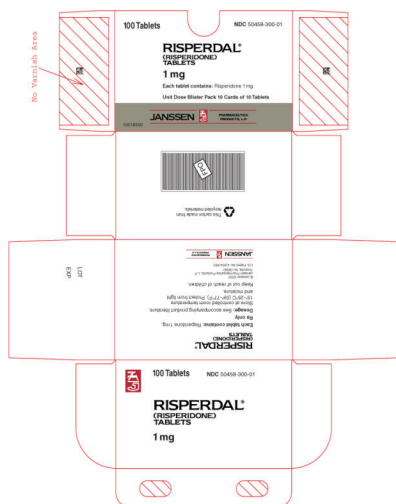 No Varnish Area
100 Tablets NDC 50458-300-01
RISPERDAL®
(RISPERIDONE)
TABLETS
1 mg
Each tablet contains: Risperidone 1 mg.
Unit Dose Blister Pack 10 Cards of 10 Tablets
JANSSEN PHARMACEUTICA
PRODUCTS, L.P.
FPO
This carton made from
recycled materials.
LOT
EXP
RISPERDAL®
(RISPERIDONE)
TABLETS
Each tablet contains: Risperidone 1mg
Rx only
Dosage: See accompanying product literature.
Store at controlled room temperature
15°-25°C (59°-77°F). Protect from light
and moisture.
Keep out of reach of children.
JANSSEN
100 Tablets NDC 50458-300-01
RISPERDAL®
(RISPERIDONE)
TABLETS
1 mg